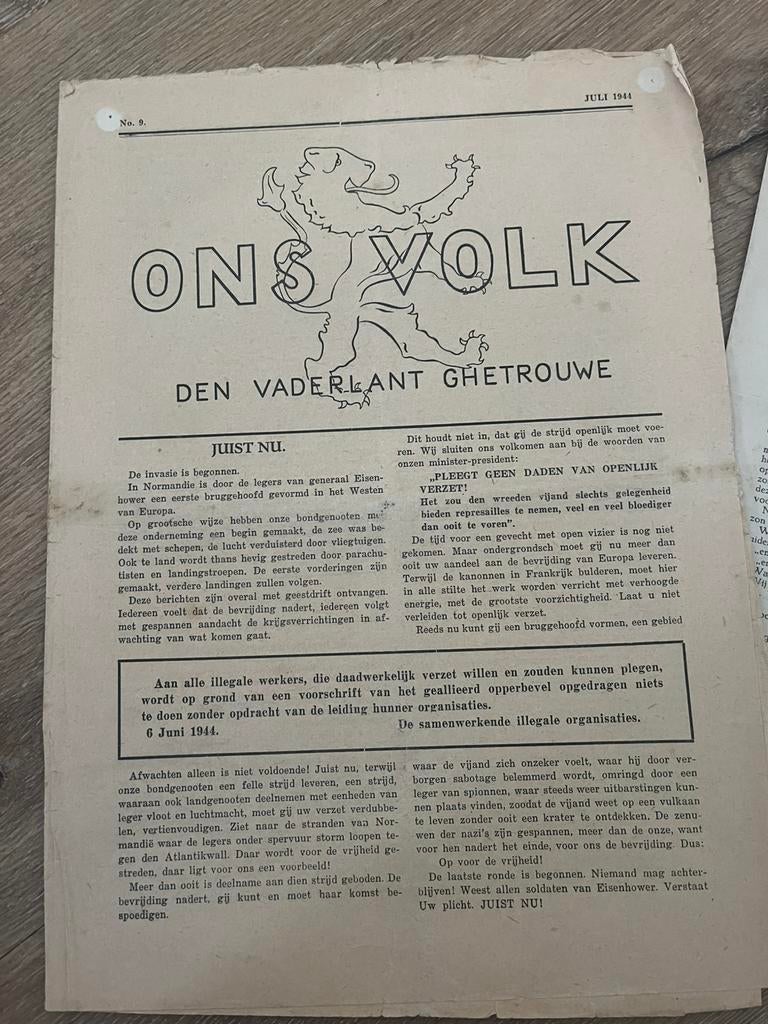 No. 9.
JULI 1944
ONS VOLK
DEN VADERLANT GHETROUWE
JUIST NU.
De invasie is begonnen.
In Normandie is door de legers van generaal Eisen-
hower een eerste bruggehoofd gevormd in het Westen
van Europa.
Op grootsche wijze hebben onze bondgenooten met
deze onderneming een begin gemaakt, de zee was be-
dekt met schepen, de lucht verduisterd door vliegtuigen.
Ook te land wordt thans hevig gestreden door parachu-
tisten en landingstroepen. De eerste vorderingen zijn
gemaakt, verdere landingen zullen volgen.
Deze berichten zijn overal met geestdrift ontvangen.
Iedereen voelt dat de bevrijding nadert, iedereen volgt
met gespannen aandacht de krijgsverrichtingen in af-
wachting van wat komen gaat.
Dit houdt niet in, dat gij de strijd openlijk moet voe-
ren. Wij sluiten ons volkomen aan bij de woorden van
onzen minister-president:
„PLEEGT GEEN DADEN VAN OPENLIJK
VERZET!
Het zou den wreeden vijand slechts gelegenheid
bieden represailles te nemen, veel en veel bloediger
dan ooit te voren”.
De tijd voor een gevecht met open vizier is nog niet
gekomen. Maar ondergrondsch moet gij nu meer dan
ooit uw aandeel aan de bevrijding van Europa leveren.
Terwijl de kanonnen in Frankrijk bulderen, moet hier
in alle stilte het werk worden verricht met verhoogde
energie, met de grootste voorzichtigheid. Laat u niet
verleiden tot openlijk verzet.
Reeds nu kunt gij een bruggehoofd vormen, een gebied
Aan alle illegale werkers, die daadwerkelijk verzet willen en zouden kunnen plegen,
wordt op grond van een voorschrift van het geallieerd opperbevel opgedragen niets
te doen zonder opdracht van de leiding hunner organisaties.
6 Juni 1944. De samenwerkende illegale organisaties.
Afwachten alleen is niet voldoende! Juist nu, terwijl
onze bondgenooten een felle strijd leveren, een strijd,
waaraan ook landgenooten deelnemen met eenheden van
leger vloot en luchtmacht, moet gij uw verzet verdubbe-
len, vertienvoudigen. Ziet naar de stranden van Nor-
mandië waar de legers onder spervuur storm loopen te-
gen den Atlantikwall. Daar wordt voor de vrijheid ge-
streden, daar ligt voor ons een voorbeeld!
Meer dan ooit is deelname aan dien strijd geboden. De
bevrijding nadert, gij kunt en moet haar komst be-
spoedigen.
waar de vijand zich onzeker voelt, waar hij door ver-
borgen sabotage belemmerd wordt, omringd door een
leger van spionnen, waar steeds weer uitbarstingen kun-
nen plaats vinden, zoodat de vijand weet op een vulkaan
te leven zonder ooit een krater te ontdekken. De zenu-
wen der nazi's zijn gespannen, meer dan de onze, want
voor hen nadert het einde, voor ons de bevrijding. Dus:
Op voor de vrijheid!
De laatste ronde is begonnen. Niemand mag achter-
blijven! Weest allen soldaten van Eisenhower. Verstaat
Uw plicht. JUIST NU!